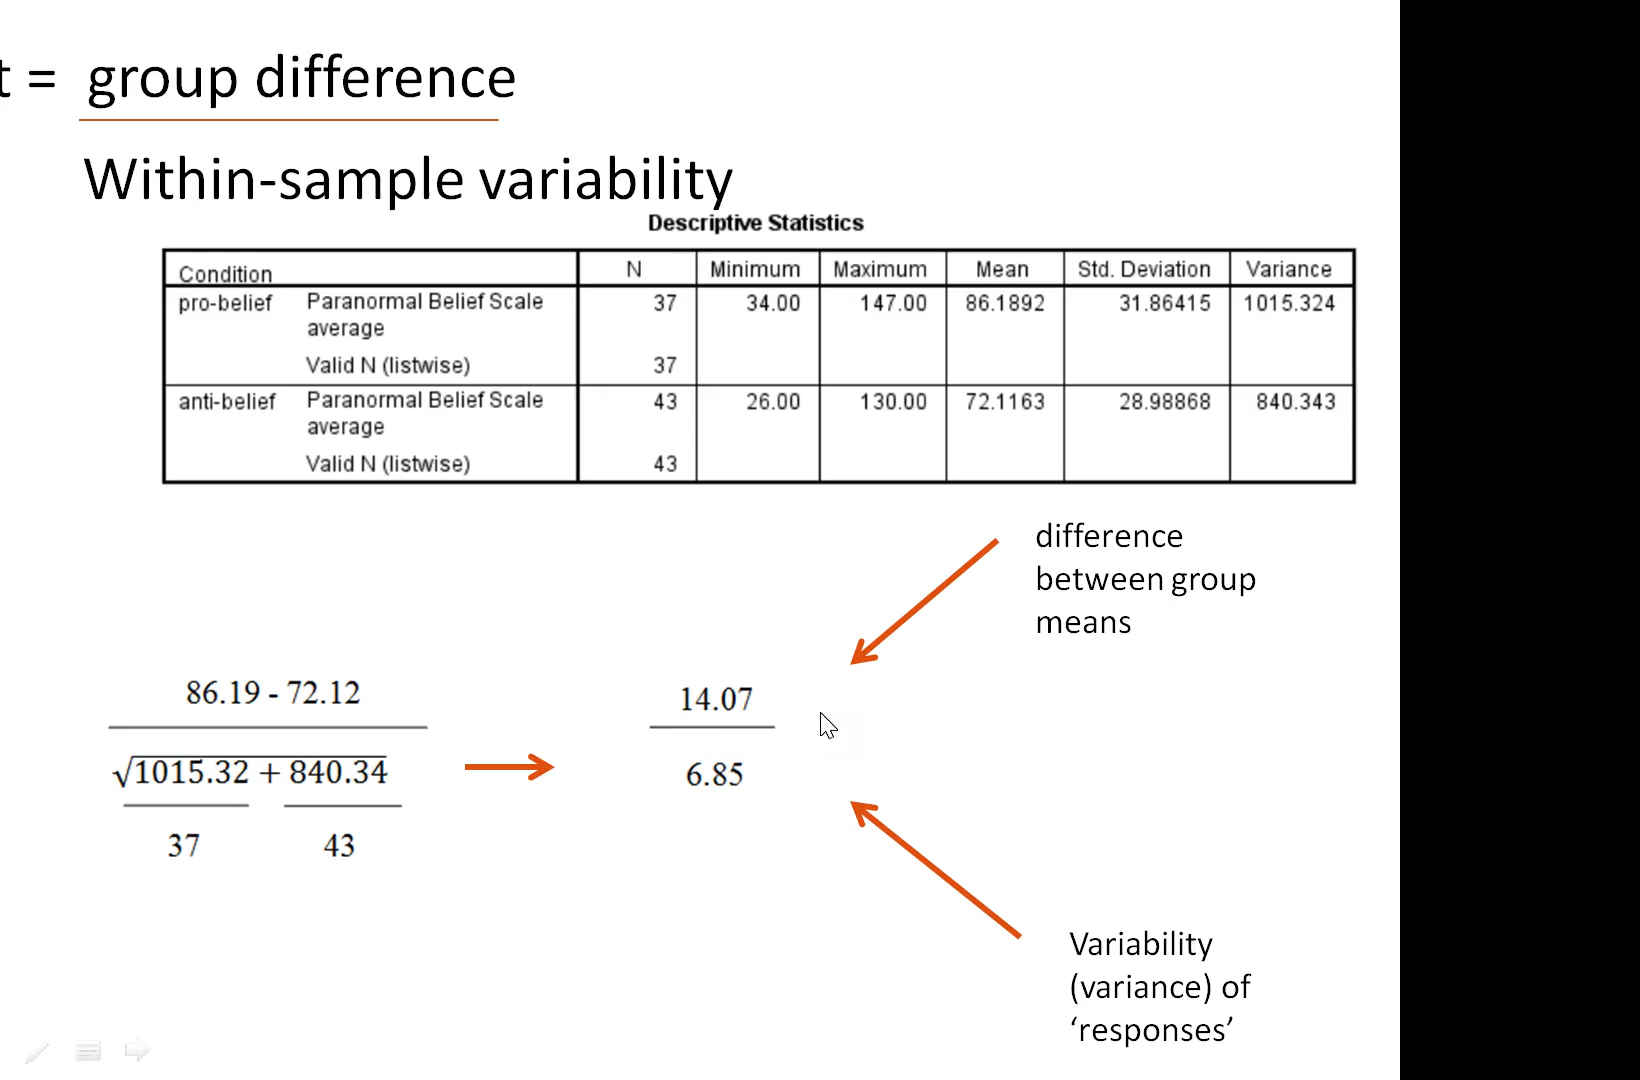 t = group difference
Within-sample variability
Descriptive Statistics
Condition N Minimum Maximum Mean Std. Deviation Variance
pro-belief Paranormal Belief Scale average 37 34.00 147.00 86.1892 31.86415 1015.324
Valid N (listwise) 37
anti-belief Paranormal Belief Scale average 43 26.00 130.00 72.1163 28.98868 840.343
Valid N (listwise) 43
difference
between group
means
86.19 - 72.12
√1015.32 + 840.34
37 43
14.07
6.85
Variability
(variance) of
‘responses’